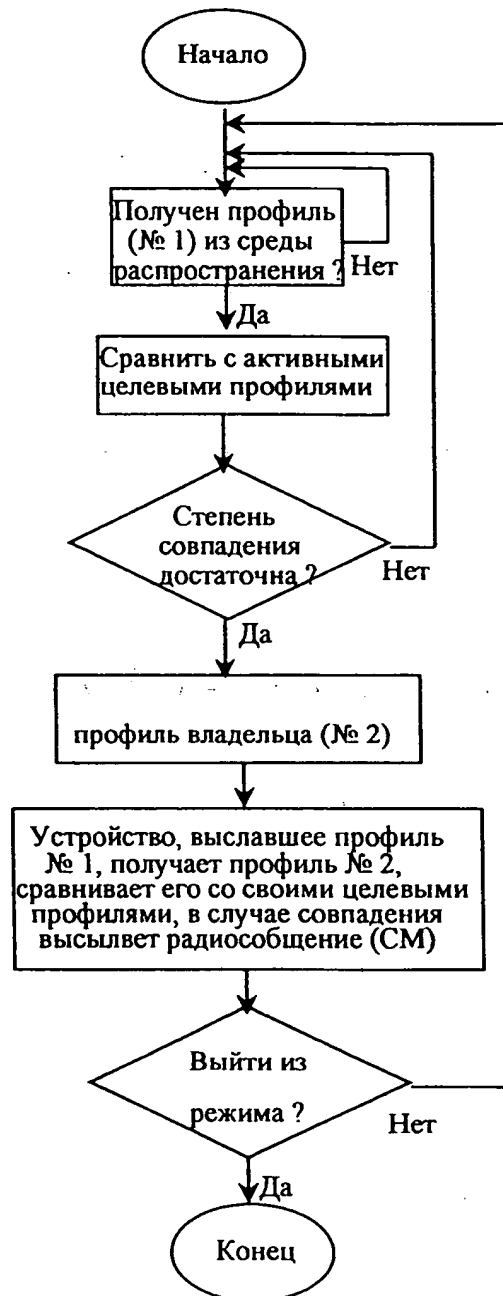 Начало
Получен профиль
(№ 1) из среды
распространения ?
Нет
Да
Сравнить с активными
целевыми профилями
Степень
совпадения
достаточна ?
Нет
Да
профиль владельца (№ 2)
Устройство, выславшее профиль
№ 1, получает профиль № 2,
сравнивает его со своими целевыми
профилями, в случае совпадения
высылвет радиособщение (СМ)
Выйти из
режима ?
Нет
Да
Конец